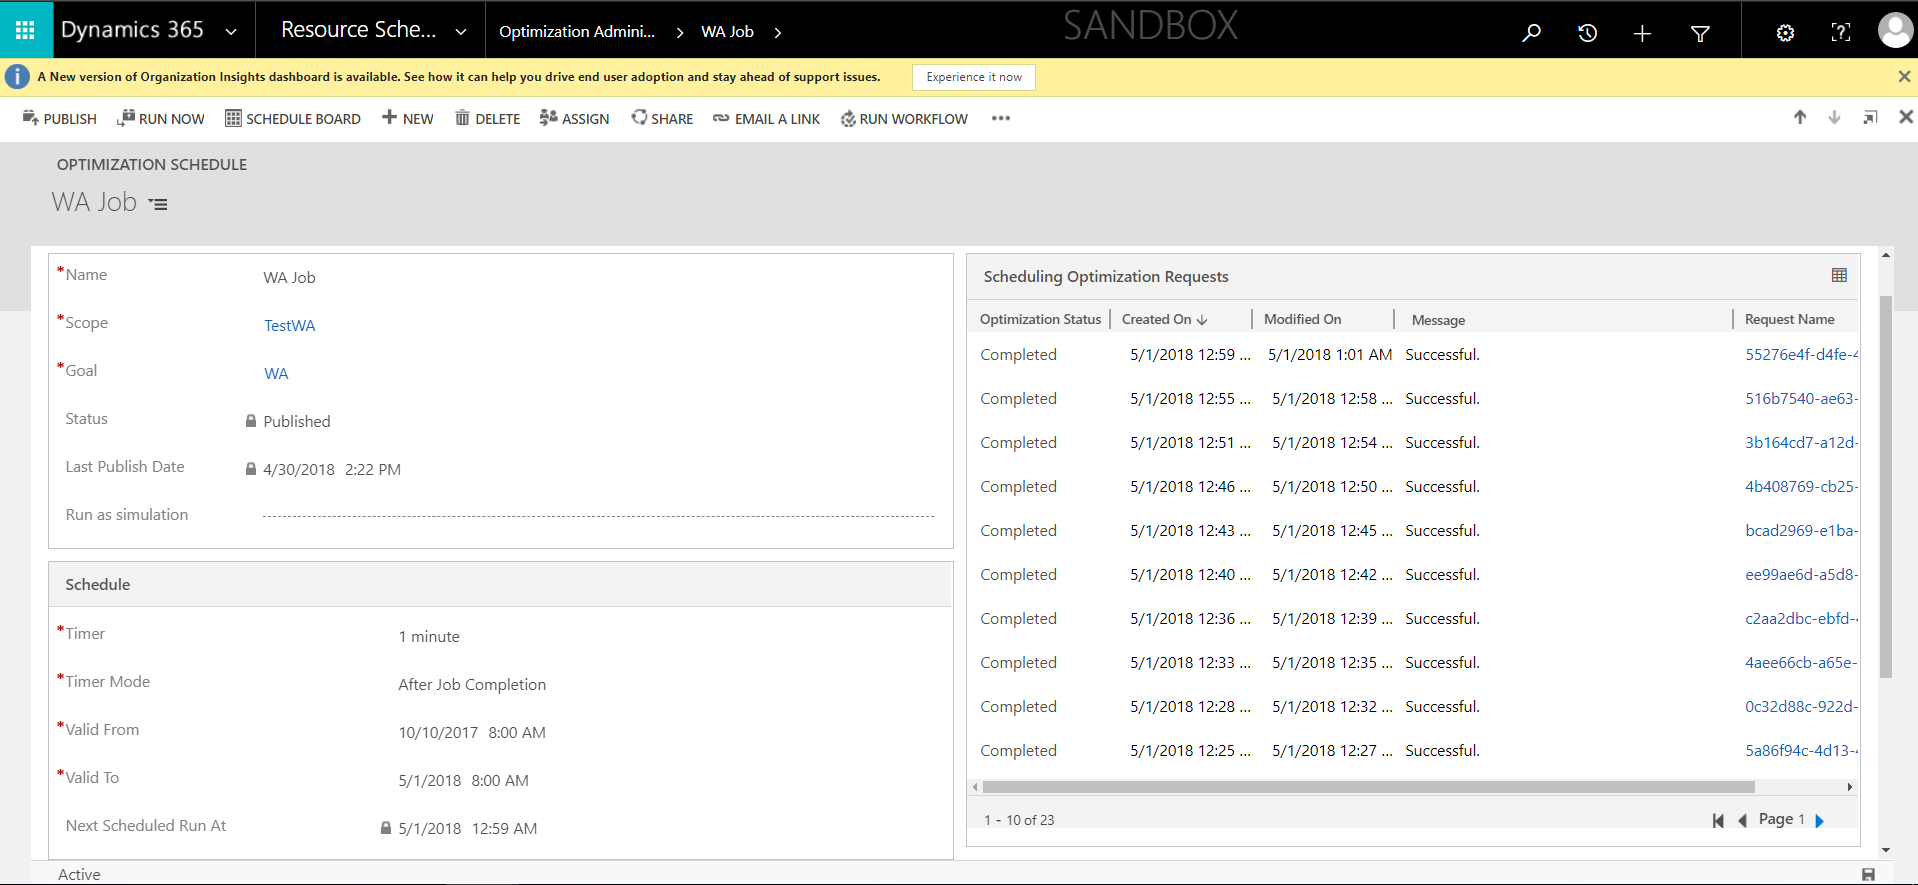 Dynamics 365
Resource Sche...
Optimization Admini...
WA Job
SANDBOX
A New version of Organization Insights dashboard is available. See how it can help you drive end user adoption and stay ahead of support issues.
Experience it now
PUBLISH
RUN NOW
SCHEDULE BOARD
NEW
DELETE
ASSIGN
SHARE
EMAIL A LINK
RUN WORKFLOW
OPTIMIZATION SCHEDULE
WA Job
*Name WA Job
*Scope TestWA
*Goal WA
Status Published
Last Publish Date 4/30/2018 2:22 PM
Run as simulation
Schedule
*Timer 1 minute
*Timer Mode After Job Completion
*Valid From 10/10/2017 8:00 AM
*Valid To 5/1/2018 8:00 AM
Next Scheduled Run At 5/1/2018 12:59 AM
Scheduling Optimization Requests
Optimization Status Created On Modified On Message Request Name
Completed 5/1/2018 12:59 ... 5/1/2018 1:01 AM Successful. 55276e4f-d4fe-4
Completed 5/1/2018 12:55 ... 5/1/2018 12:58 ... Successful. 516b7540-ae63-
Completed 5/1/2018 12:51 ... 5/1/2018 12:54 ... Successful. 3b164cd7-a12d-
Completed 5/1/2018 12:46 ... 5/1/2018 12:50 ... Successful. 4b408769-cb25-
Completed 5/1/2018 12:43 ... 5/1/2018 12:45 ... Successful. bcad2969-e1ba-
Completed 5/1/2018 12:40 ... 5/1/2018 12:42 ... Successful. ee99ae6d-a5d8-
Completed 5/1/2018 12:36 ... 5/1/2018 12:39 ... Successful. c2aa2dbc-ebfd-4
Completed 5/1/2018 12:33 ... 5/1/2018 12:35 ... Successful. 4aee66cb-a65e-
Completed 5/1/2018 12:28 ... 5/1/2018 12:32 ... Successful. 0c32d88c-922d-
Completed 5/1/2018 12:25 ... 5/1/2018 12:27 ... Successful. 5a86f94c-4d13-4
1 - 10 of 23
Page 1
Active